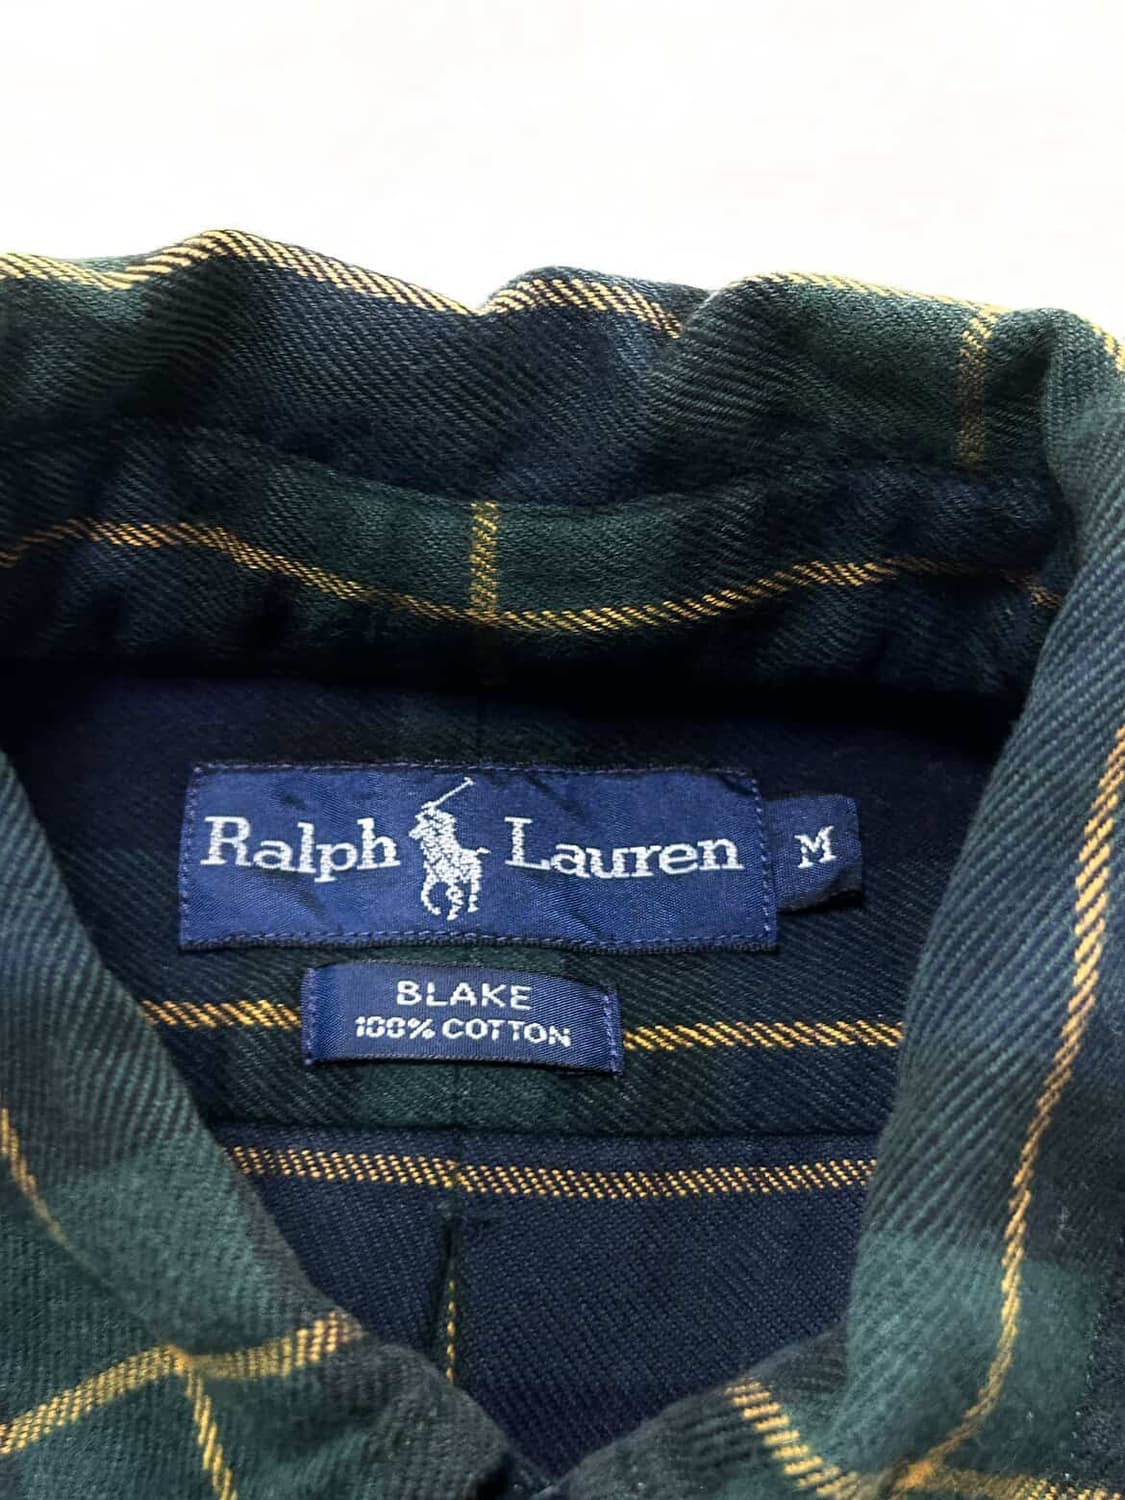 Ralph Lauren M
BLAKE
100% COTTON